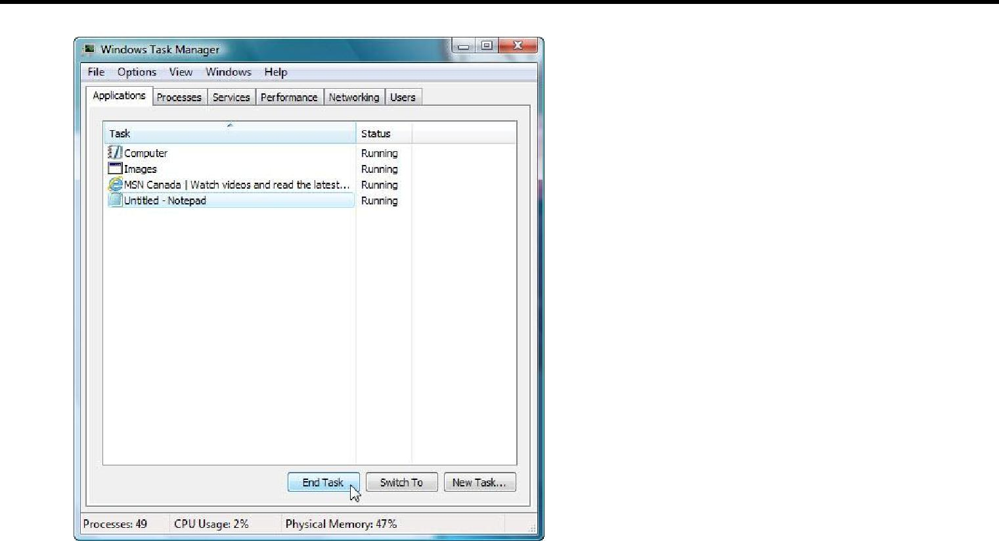 Windows Task Manager
File Options View Windows Help
Applications Processes Services Performance Networking Users
Task Status
Computer Running
Images Running
MSN Canada | Watch videos and read the latest... Running
Untitled - Notepad Running
End Task Switch To New Task...
Processes: 49 CPU Usage: 2% Physical Memory: 47%